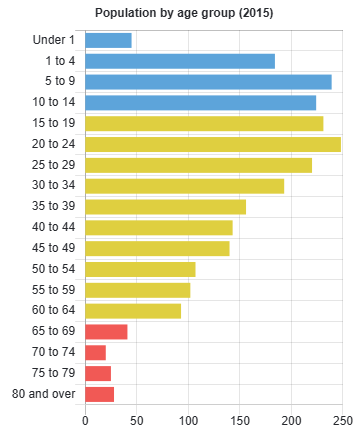 Population by age group (2015)
Under 1
1 to 4
5 to 9
10 to 14
15 to 19
20 to 24
25 to 29
30 to 34
35 to 39
40 to 44
45 to 49
50 to 54
55 to 59
60 to 64
65 to 69
70 to 74
75 to 79
80 and over
0 50 100 150 200 250